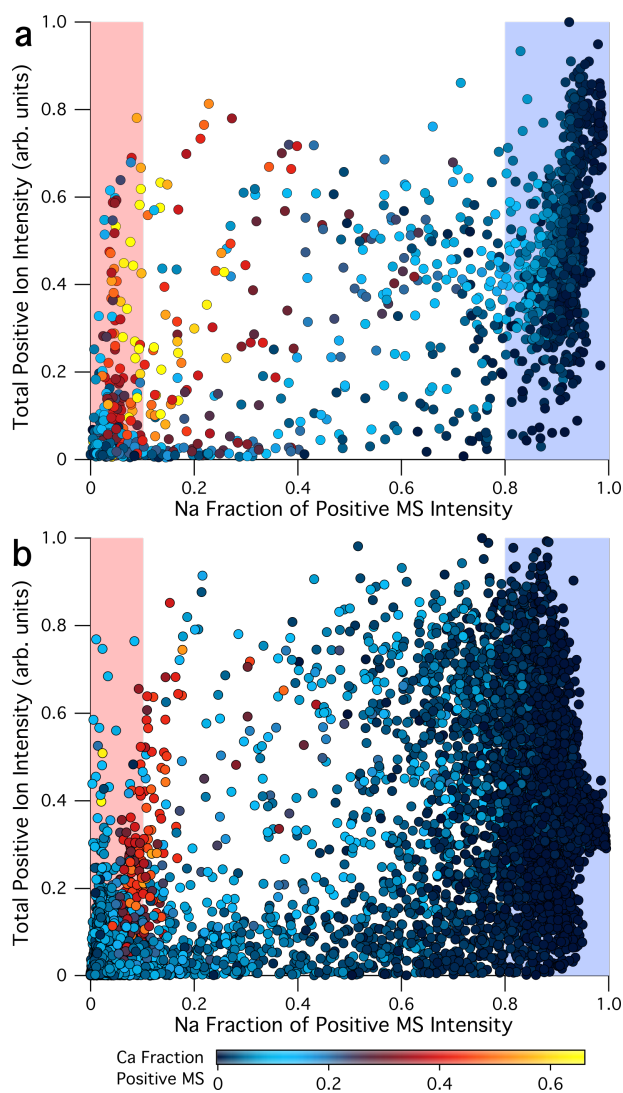 a
Total Positive Ion Intensity (arb. units)
1.0
0.8
0.6
0.4
0.2
0
0 0.2 0.4 0.6 0.8 1.0
Na Fraction of Positive MS Intensity
b
Total Positive Ion Intensity (arb. units)
1.0
0.8
0.6
0.4
0.2
0
0 0.2 0.4 0.6 0.8 1.0
Na Fraction of Positive MS Intensity
Ca Fraction
Positive MS
0 0.2 0.4 0.6